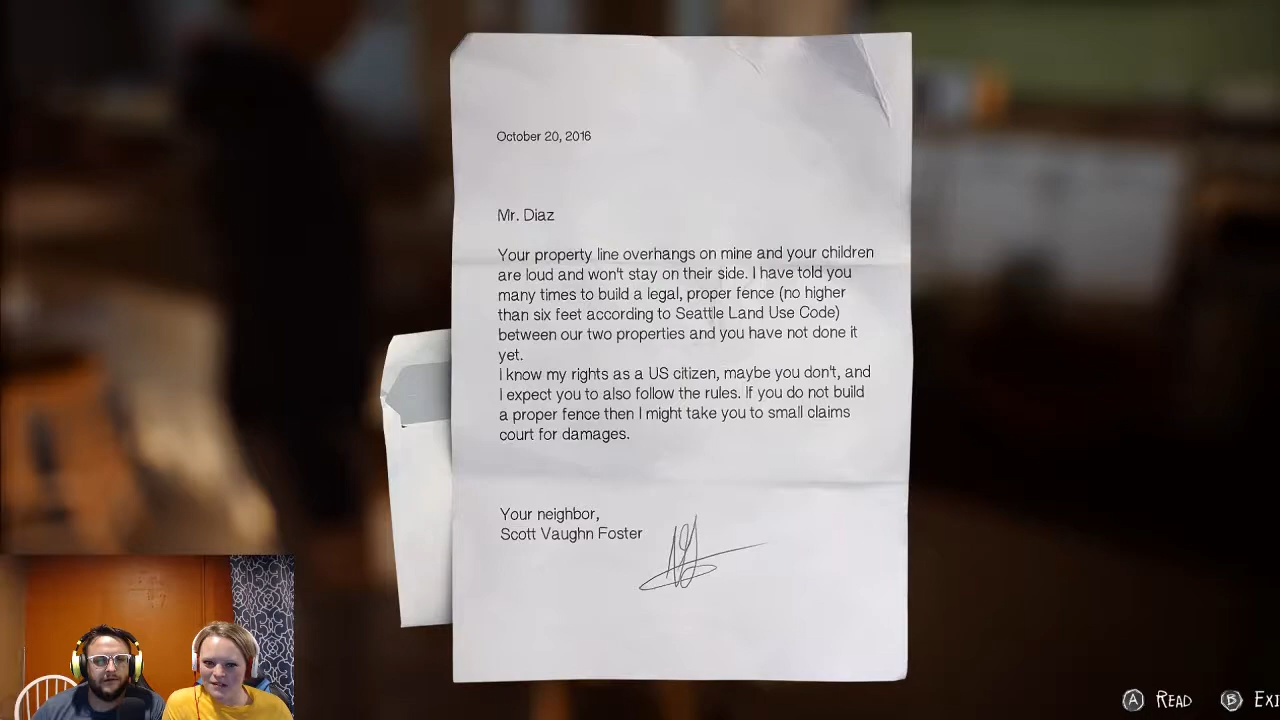 October 20, 2016
Mr. Diaz
Your property line overhangs on mine and your children
are loud and won't stay on their side. I have told you
many times to build a legal, proper fence (no higher
than six feet according to Seattle Land Use Code)
between our two properties and you have not done it
yet.
I know my rights as a US citizen, maybe you don't, and
I expect you to also follow the rules. If you do not build
a proper fence then I might take you to small claims
court for damages.
Your neighbor,
Scott Vaughn Foster
A READ B EXI